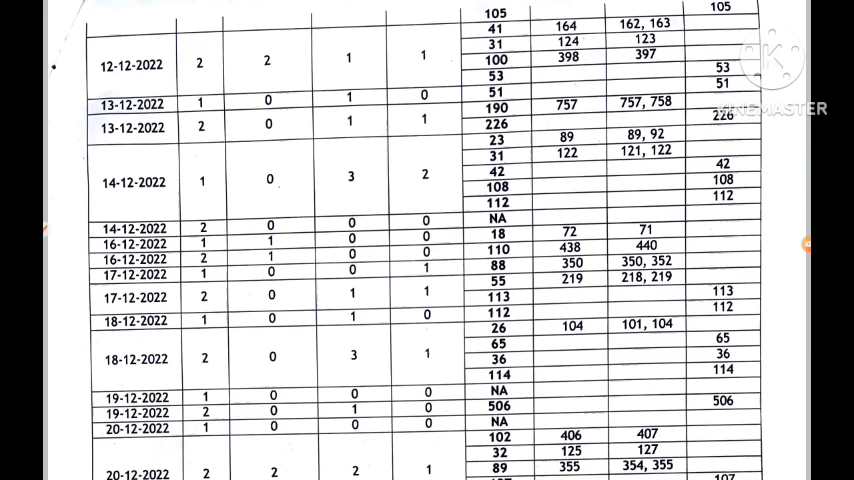 105 105
41 164 162, 163
31 124 123
12-12-2022 2 2 1 1 100 398 397
53 53
51 51
13-12-2022 1 0 1 0 190 757 757, 758
13-12-2022 2 0 1 1 226 226
23 89 89, 92
31 122 121, 122
14-12-2022 1 0 3 2 42 42
108 108
112 112
14-12-2022 2 0 0 0 NA
16-12-2022 1 1 0 0 18 72 71
16-12-2022 2 1 0 0 110 438 440
17-12-2022 1 0 0 1 88 350 350, 352
55 219 218, 219
17-12-2022 2 0 1 1 113 113
18-12-2022 1 0 1 0 112 112
26 104 101, 104
65 65
18-12-2022 2 0 3 1 36 36
114 114
19-12-2022 1 0 0 0 NA
19-12-2022 2 0 1 0 506 506
20-12-2022 1 0 0 0 NA
102 406 407
32 125 127
20-12-2022 2 2 2 1 89 355 354, 355
107 107
KINEMASTER